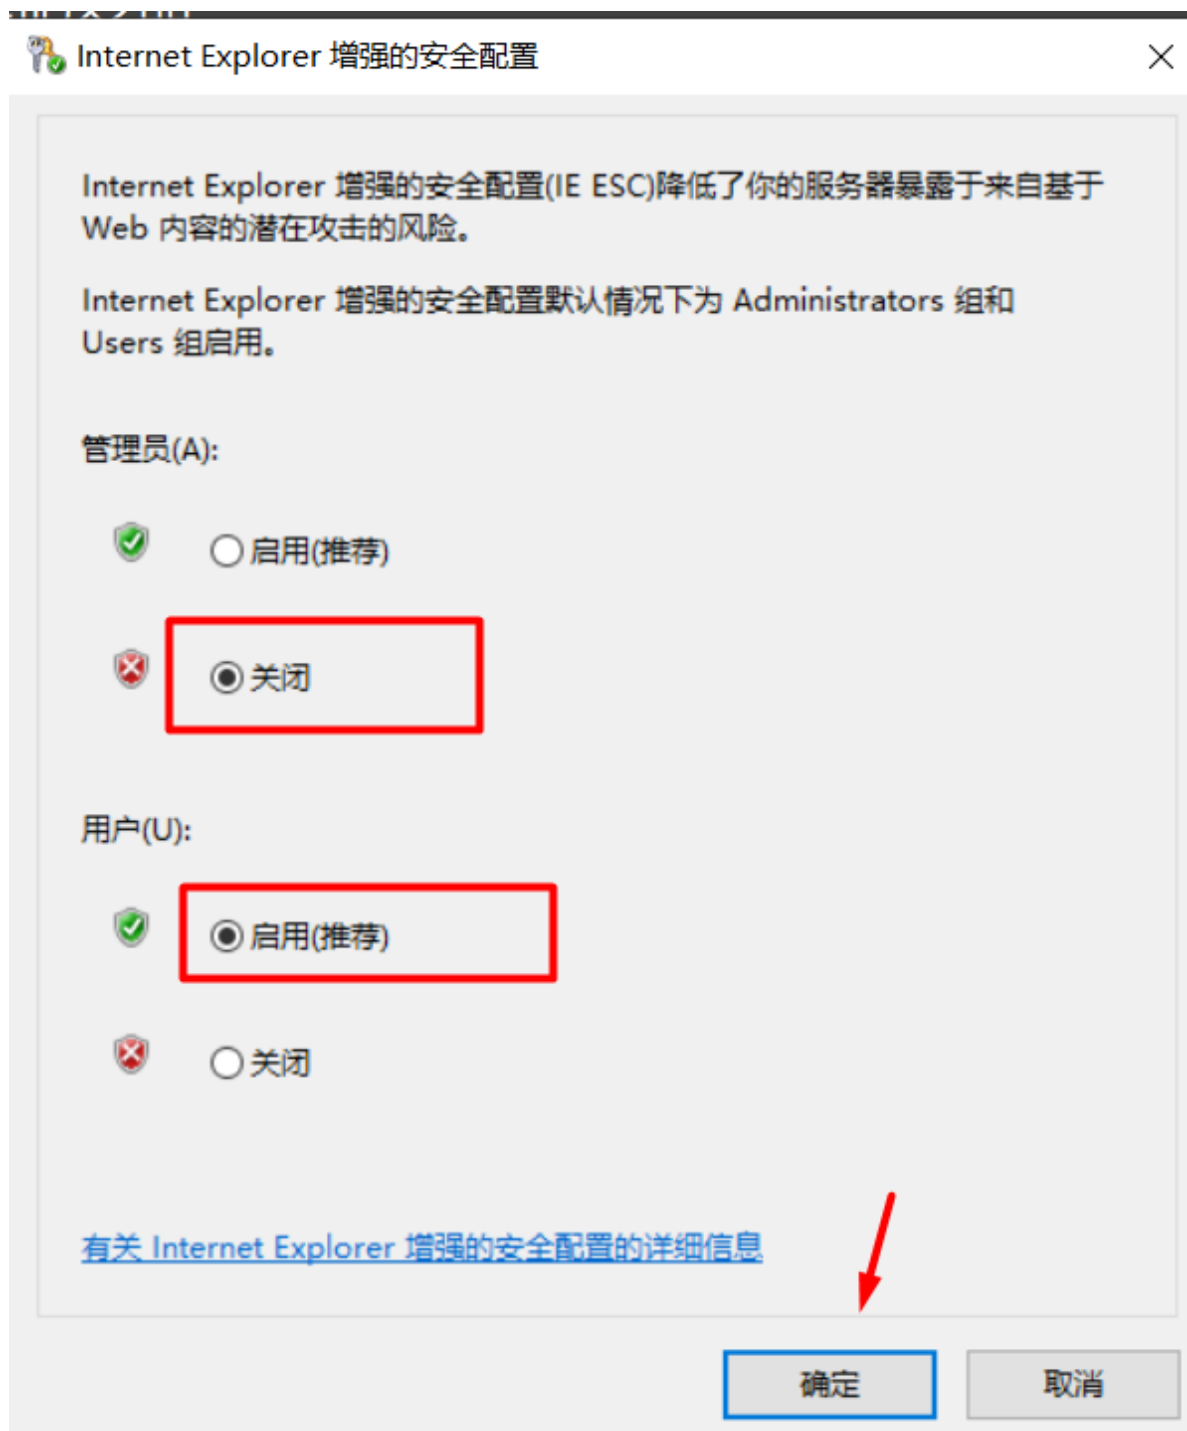 Internet Explorer 增强的安全配置
Internet Explorer 增强的安全配置(IE ESC)降低了你的服务器暴露于来自基于
Web 内容的潜在攻击的风险。
Internet Explorer 增强的安全配置默认情况下为 Administrators 组和
Users 组启用。
管理员(A):
启用(推荐)
关闭
用户(U):
启用(推荐)
关闭
有关 Internet Explorer 增强的安全配置的详细信息
确定
取消